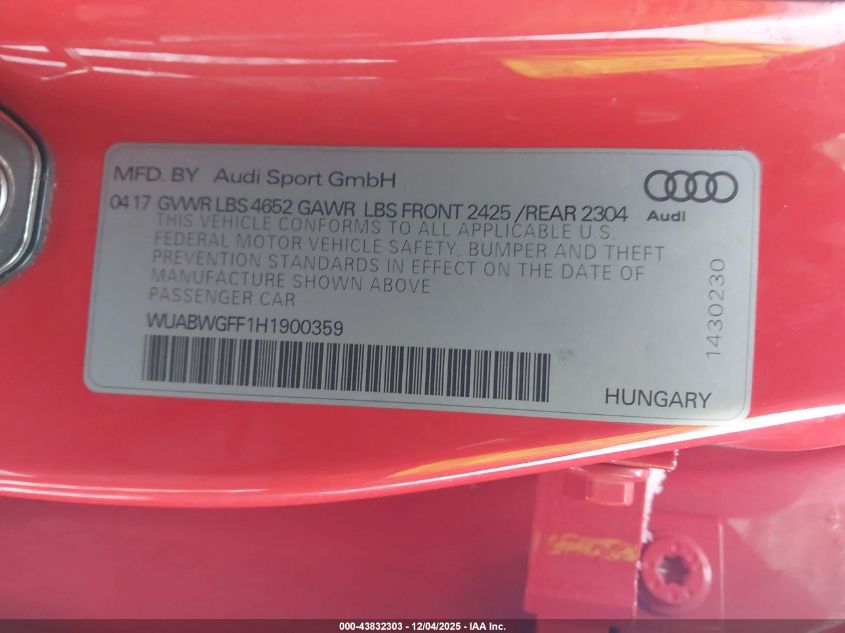 MFD. BY Audi Sport GmbH
04 17 GVWR LBS 4652 GAWR LBS FRONT 2425 /REAR 2304
THIS VEHICLE CONFORMS TO ALL APPLICABLE U.S
FEDERAL MOTOR VEHICLE SAFETY, BUMPER AND THEFT
PREVENTION STANDARDS IN EFFECT ON THE DATE OF
MANUFACTURE SHOWN ABOVE
PASSENGER CAR
WUABWGFF1H1900359
HUNGARY
Audi
1430230
000-43832303 - 12/04/2025 - IAA Inc.